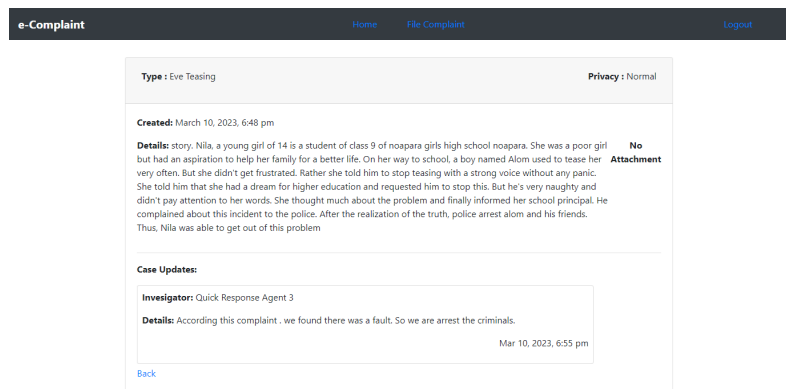 e-Complaint Home File Complaint Logout
Type : Eve Teasing Privacy : Normal
Created: March 10, 2023, 6:48 pm
Details: story. Nila, a young girl of 14 is a student of class 9 of noapara girls high school noapara. She was a poor girl
but had an aspiration to help her family for a better life. On her way to school, a boy named Alom used to tease her
very often. But she didn't get frustrated. Rather she told him to stop teasing with a strong voice without any panic.
She told him that she had a dream for higher education and requested him to stop this. But he's very naughty and
didn't pay attention to her words. She thought much about the problem and finally informed her school principal. He
complained about this incident to the police. After the realization of the truth, police arrest alom and his friends.
Thus, Nila was able to get out of this problem
No
Attachment
Case Updates:
Invesigator: Quick Response Agent 3
Details: According this complaint . we found there was a fault. So we are arrest the criminals.
Mar 10, 2023, 6:55 pm
Back